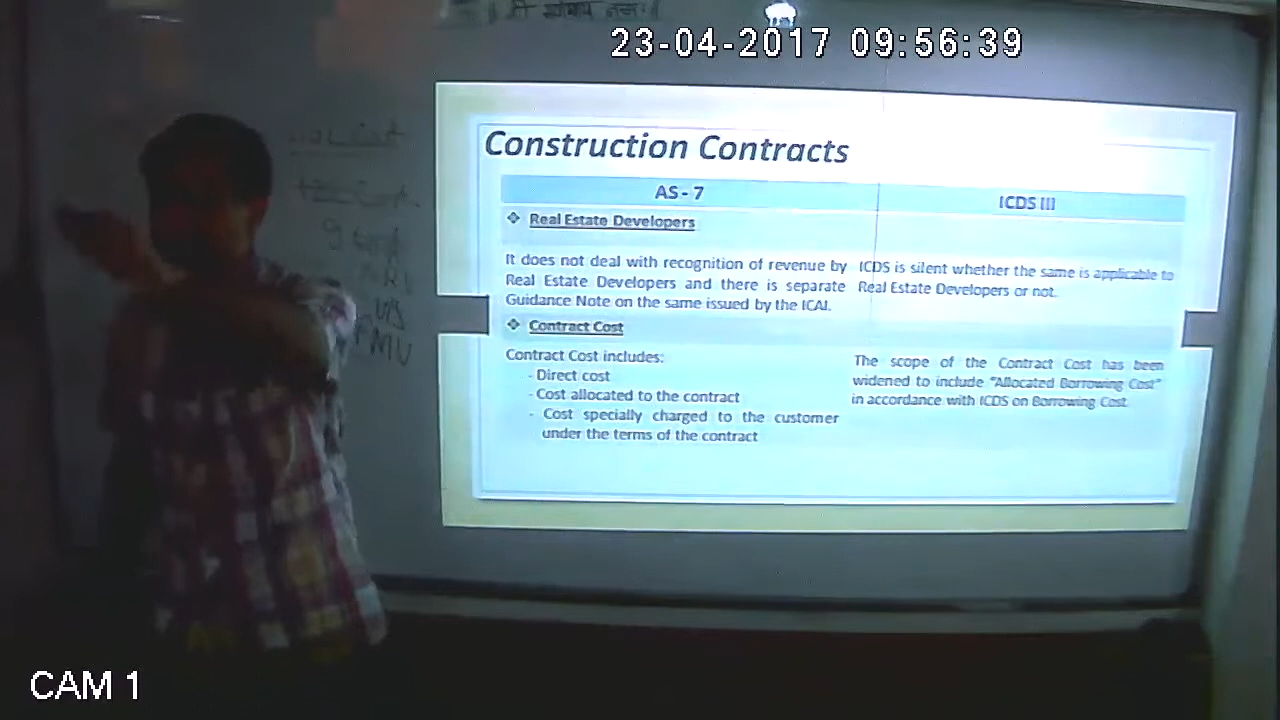 23-04-2017 09:56:39
Construction Contracts
AS - 7
ICDS III
❖ Real Estate Developers
It does not deal with recognition of revenue by
Real Estate Developers and there is separate
Guidance Note on the same issued by the ICAI.
ICDS is silent whether the same is applicable to
Real Estate Developers or not.
❖ Contract Cost
Contract Cost includes:
- Direct cost
- Cost allocated to the contract
- Cost specially charged to the customer
under the terms of the contract
The scope of the Contract Cost has been
widened to include "Allocated Borrowing Cost"
in accordance with ICDS on Borrowing Cost.
FMV
CAM 1